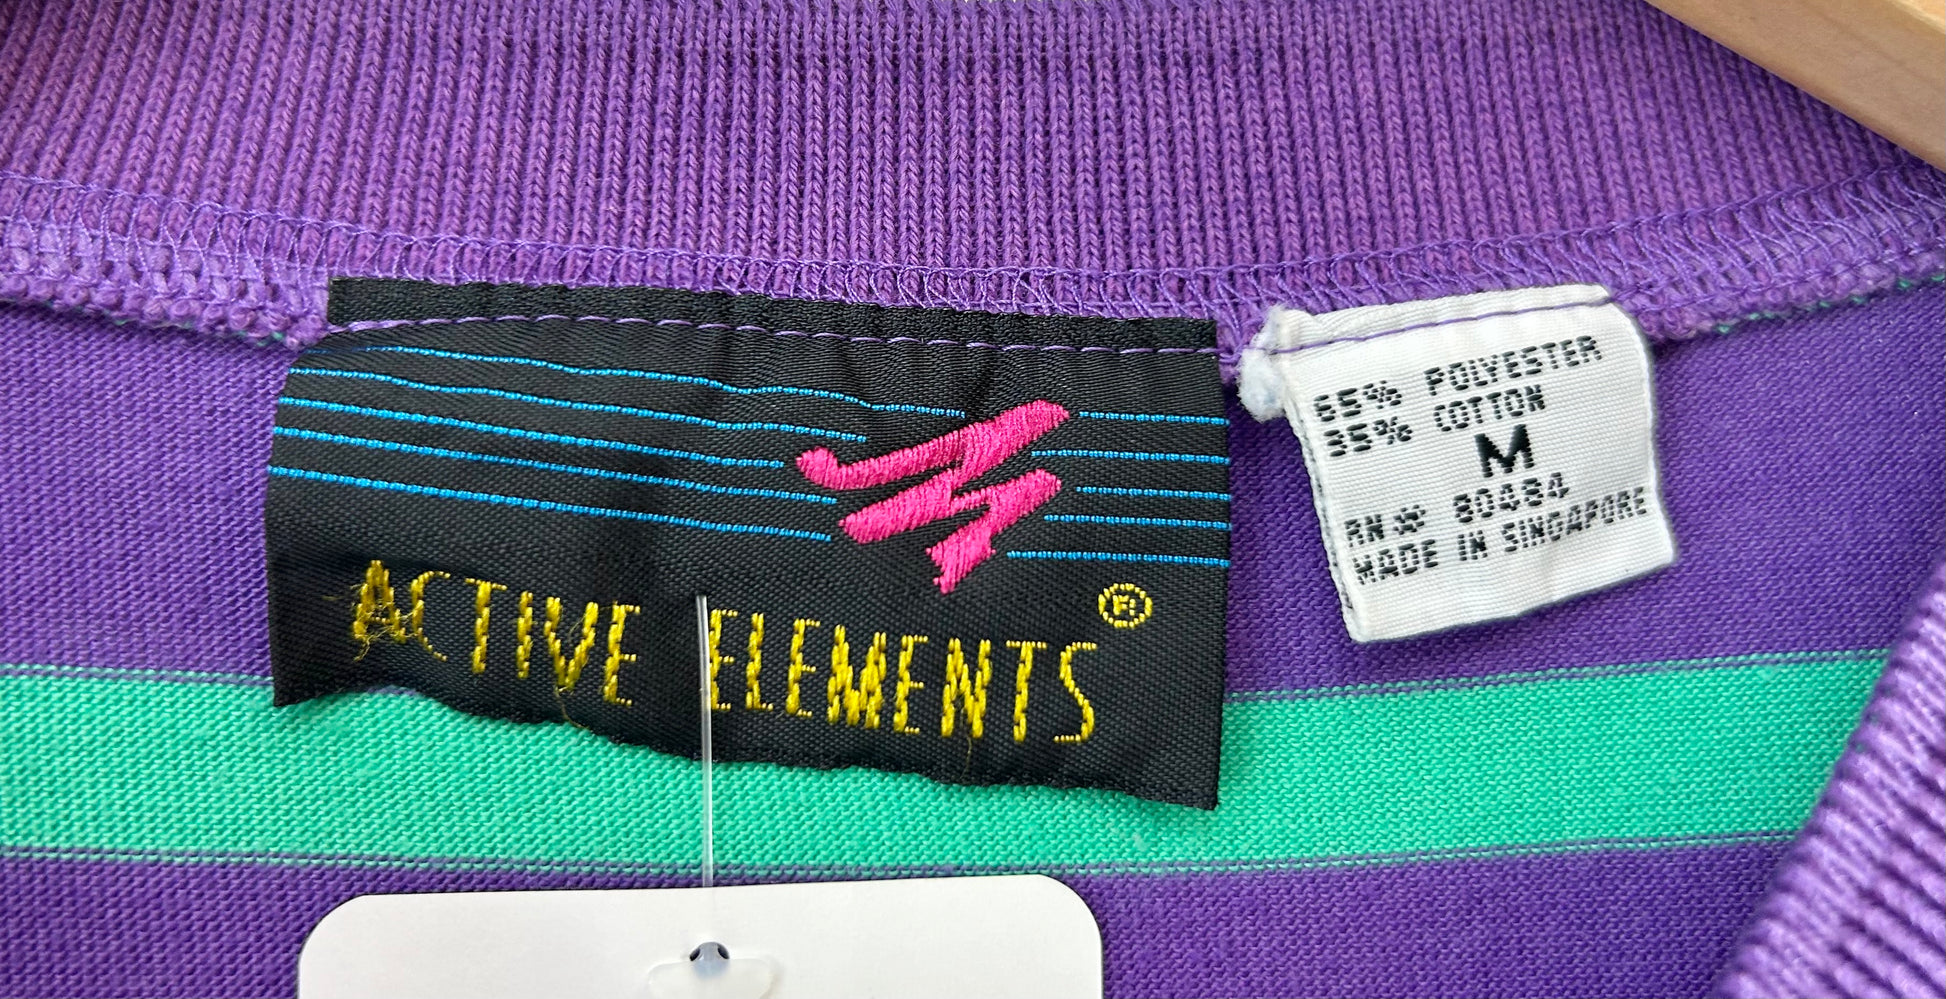 ACTIVE ELEMENTS ®
65% POLYESTER
35% COTTON
M
RN# 80484
MADE IN SINGAPORE